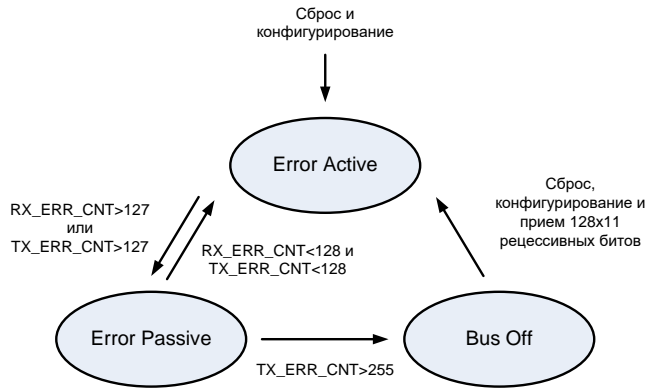 Сброс и
конфигурирование
Error Active
RX_ERR_CNT>127
или
TX_ERR_CNT>127
RX_ERR_CNT<128 и
TX_ERR_CNT<128
Сброс,
конфигурирование и
прием 128x11
рецессивных битов
Error Passive
Bus Off
TX_ERR_CNT>255